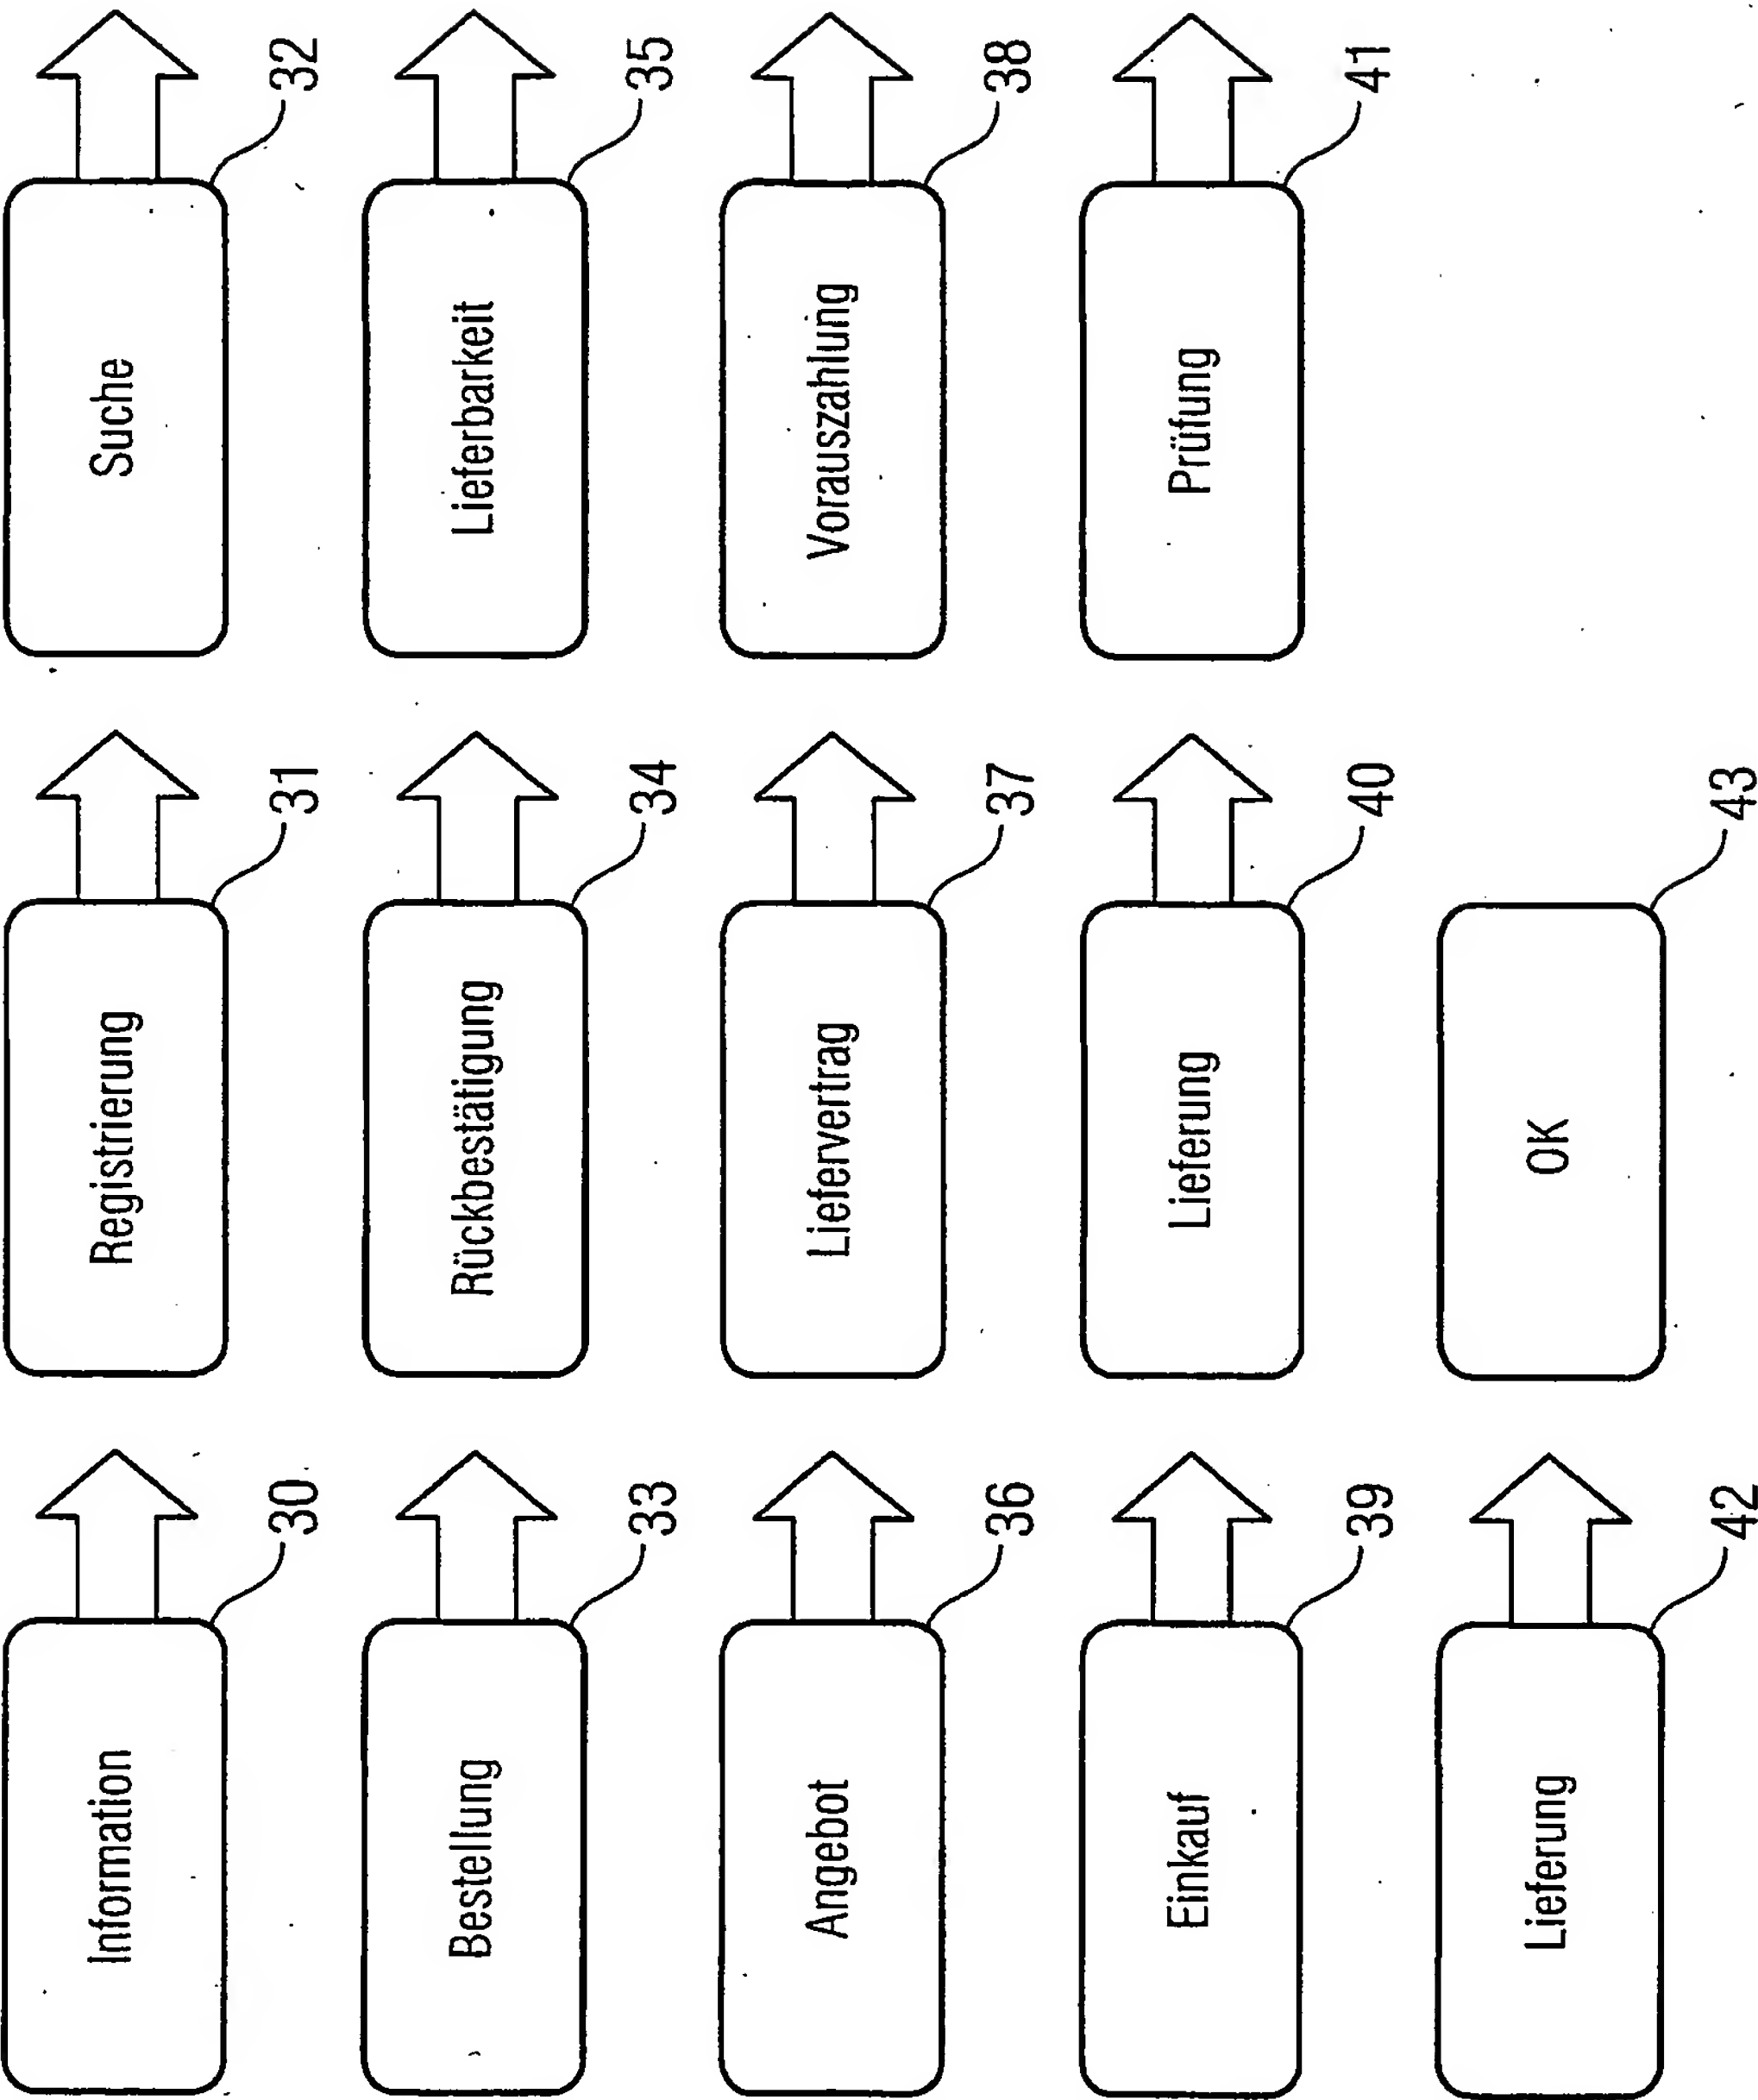 Information
30
Registrierung
31
Suche
32
Bestellung
33
Rückbestätigung
34
Lieferbarkeit
35
Angebot
36
Liefervertrag
37
Vorauszahlung
38
Einkauf
39
Lieferung
40
Prüfung
41
Lieferung
42
OK
43